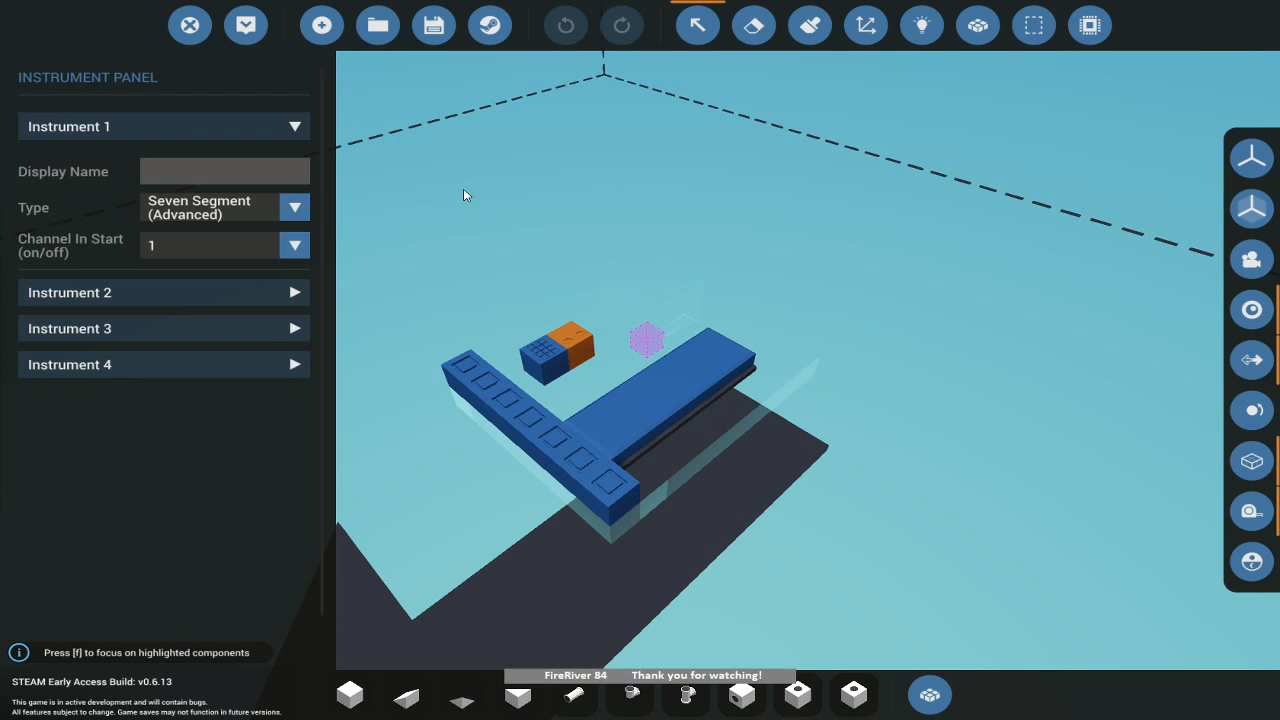 INSTRUMENT PANEL
Instrument 1
Display Name
Type
Seven Segment
(Advanced)
Channel In Start
(on/off)
1
Instrument 2
Instrument 3
Instrument 4
Press [f] to focus on highlighted components
STEAM Early Access Build: v0.6.13
This game is in active development and will contain bugs.
All features subject to change. Game saves may not function in future versions.
FireRiver 84 Thank you for watching!